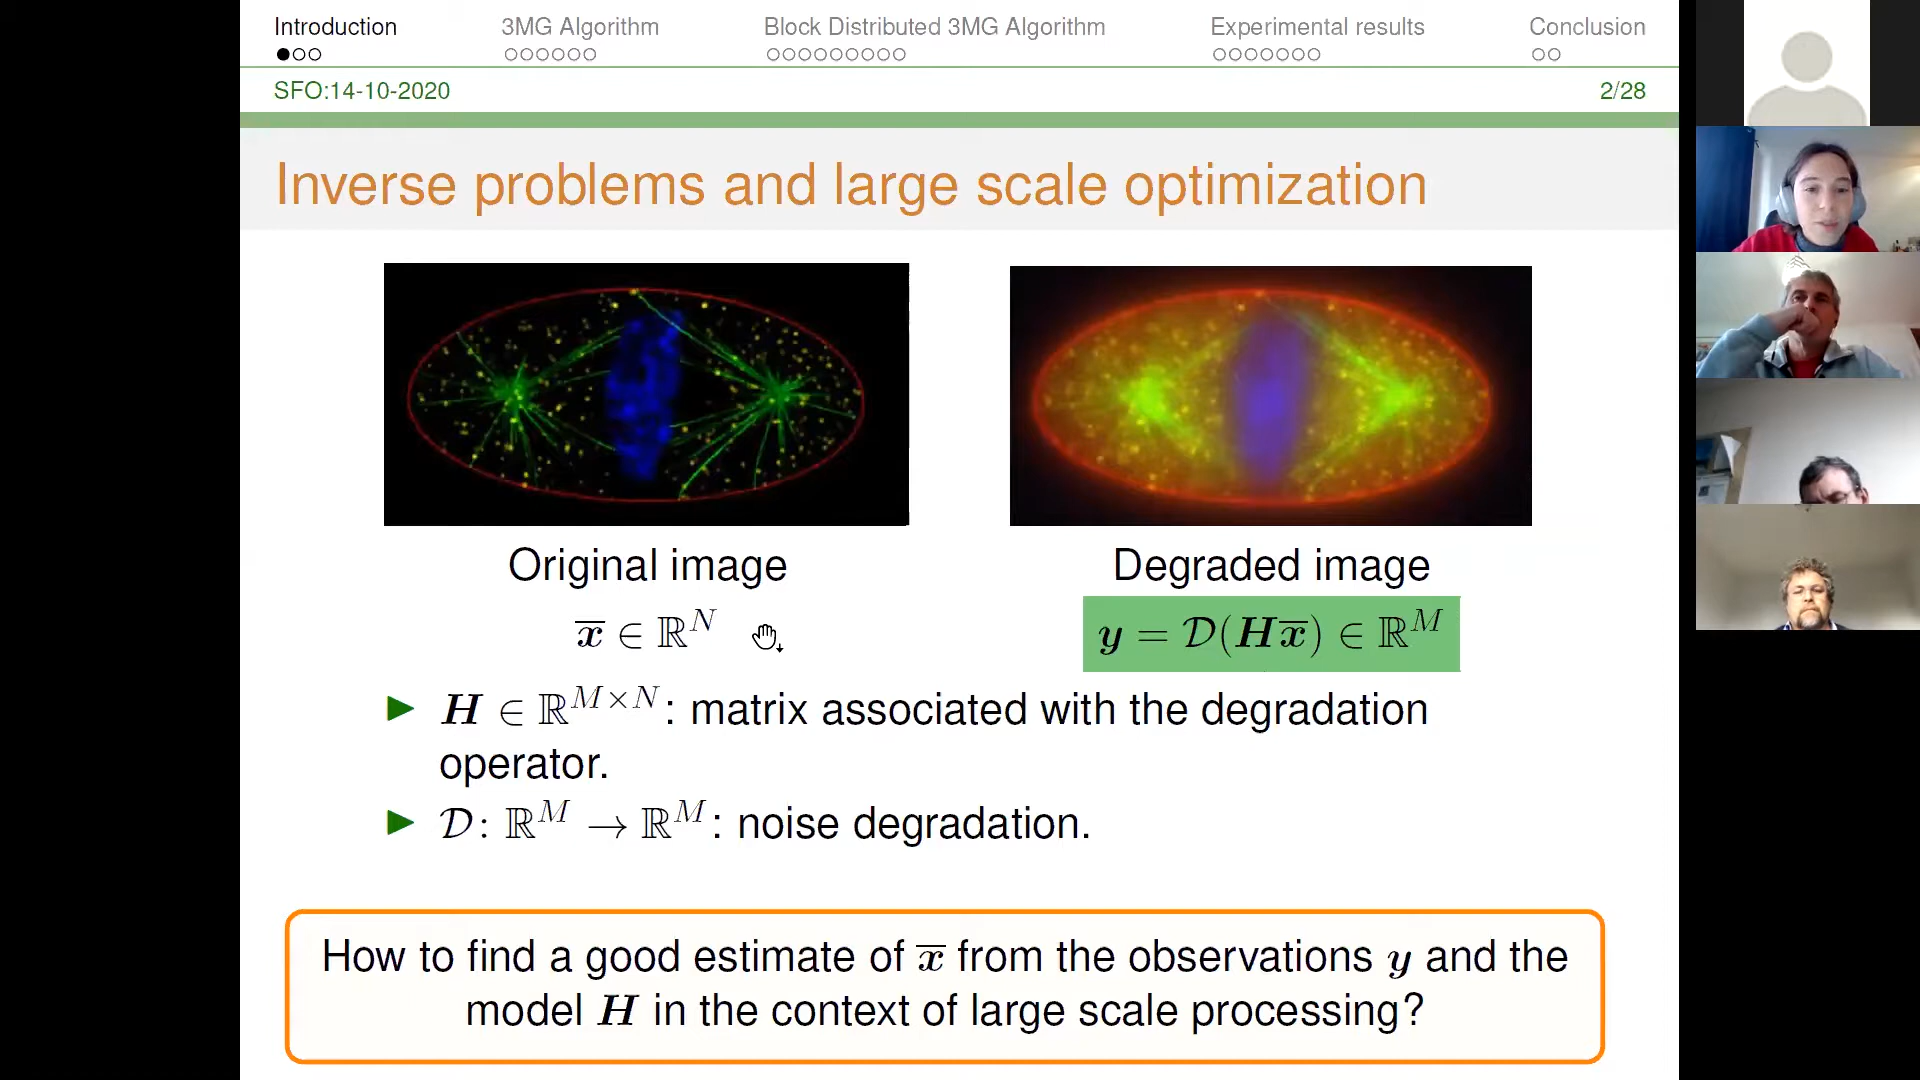 Introduction 3MG Algorithm Block Distributed 3MG Algorithm Experimental results Conclusion
SFO:14-10-2020 2/28
Inverse problems and large scale optimization
Original image Degraded image
x̅ ∈ ℝ^N y = 𝒟(Hx̅) ∈ ℝ^M
▶ H ∈ ℝ^{M×N}: matrix associated with the degradation
operator.
▶ 𝒟: ℝ^M → ℝ^M: noise degradation.
How to find a good estimate of x̅ from the observations y and the
model H in the context of large scale processing?